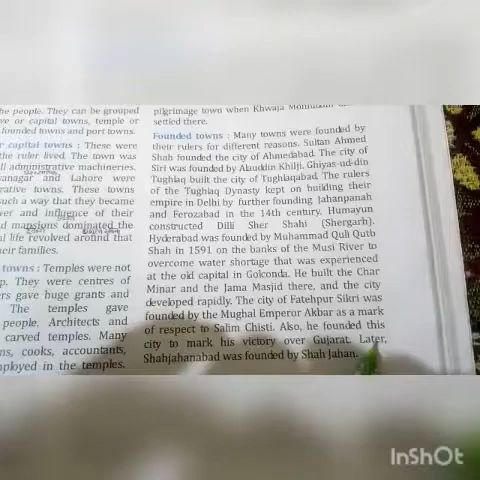 he people. They can be grouped
ve or capital towns, temple or
founded towns and port towns.
r capital towns : These were
the ruler lived. The town was
ll administrative machineries.
anagar and Lahore were
rative towns. These towns
such a way that they became
wer and influence of their
d mansions dominated the
l life revolved around that
heir families.
towns : Temples were not
p. They were centres of
rs gave huge grants and
The temples gave
people. Architects and
carved temples. Many
ns, cooks, accountants,
mployed in the temples.
pilgrimage town when Khwaja
settled there.
Founded towns : Many towns were founded by
their rulers for different reasons. Sultan Ahmed
Shah founded the city of Ahmedabad. The city of
Siri was founded by Alauddin Khilji. Ghiyas-ud-din
Tughlaq built the city of Tughlaqabad. The rulers
of the Tughlaq Dynasty kept on building their
empire in Delhi by further founding Jahanpanah
and Ferozabad in the 14th century. Humayun
constructed Dilli Sher Shahi (Shergarh).
Hyderabad was founded by Muhammad Quli Qutb
Shah in 1591 on the banks of the Musi River to
overcome water shortage that was experienced
at the old capital in Golconda. He built the Char
Minar and the Jama Masjid there, and the city
developed rapidly. The city of Fatehpur Sikri was
founded by the Mughal Emperor Akbar as a mark
of respect to Salim Chisti. Also, he founded this
city to mark his victory over Gujarat. Later,
Shahjahanabad was founded by Shah Jahan.
InShOt